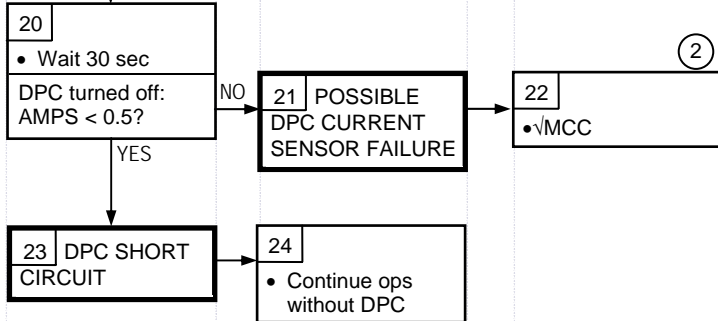 20
• Wait 30 sec
DPC turned off:
AMPS < 0.5?
NO
YES
21 POSSIBLE
DPC CURRENT
SENSOR FAILURE
2
22
•√MCC
23 DPC SHORT
CIRCUIT
24
• Continue ops
without DPC